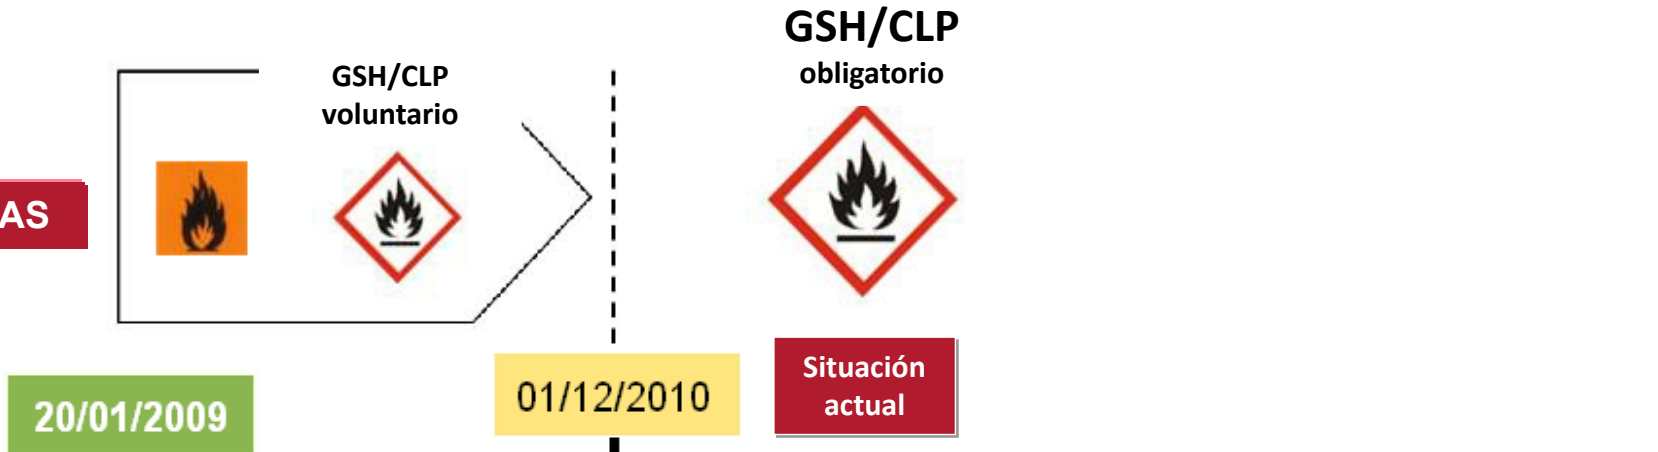 GSH/CLP
obligatorio
GSH/CLP
voluntario
AS
Situación
actual
01/12/2010
20/01/2009